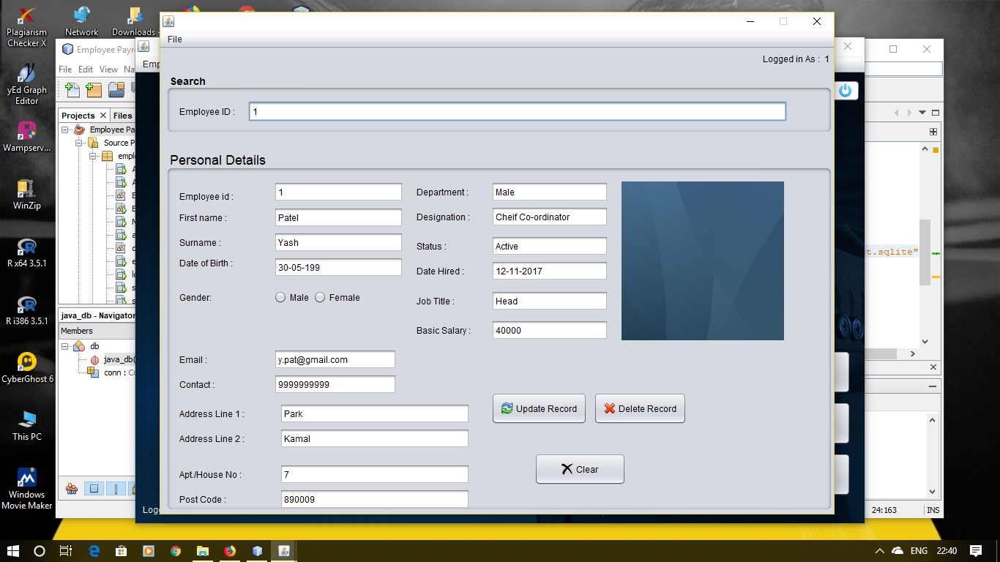 Plagiarism
Checker X
Network
Downloads -
yEd Graph
Editor
Wampserv...
WinZip
R x64 3.5.1
R i386 3.5.1
CyberGhost 6
This PC
Windows
Movie Maker
Employee Payr
File Edit View Na
Projects
Files
Employee Pa
Source P
empl
java_db - Navigator
Members
db
java_db(
conn : Co
Emp
Logg
File
Logged in As : 1
Search
Employee ID : 1
Personal Details
Employee id : 1
Department : Male
First name : Patel
Designation : Cheif Co-ordinator
Surname : Yash
Status : Active
Date of Birth : 30-05-199
Date Hired : 12-11-2017
Gender: Male Female
Job Title : Head
Basic Salary : 40000
Email : y.pat@gmail.com
Contact : 9999999999
Address Line 1 : Park
Update Record
Delete Record
Address Line 2 : Kamal
Clear
Apt./House No : 7
Post Code : 890009
t.sqlite"
24:163 INS
ENG 22:40